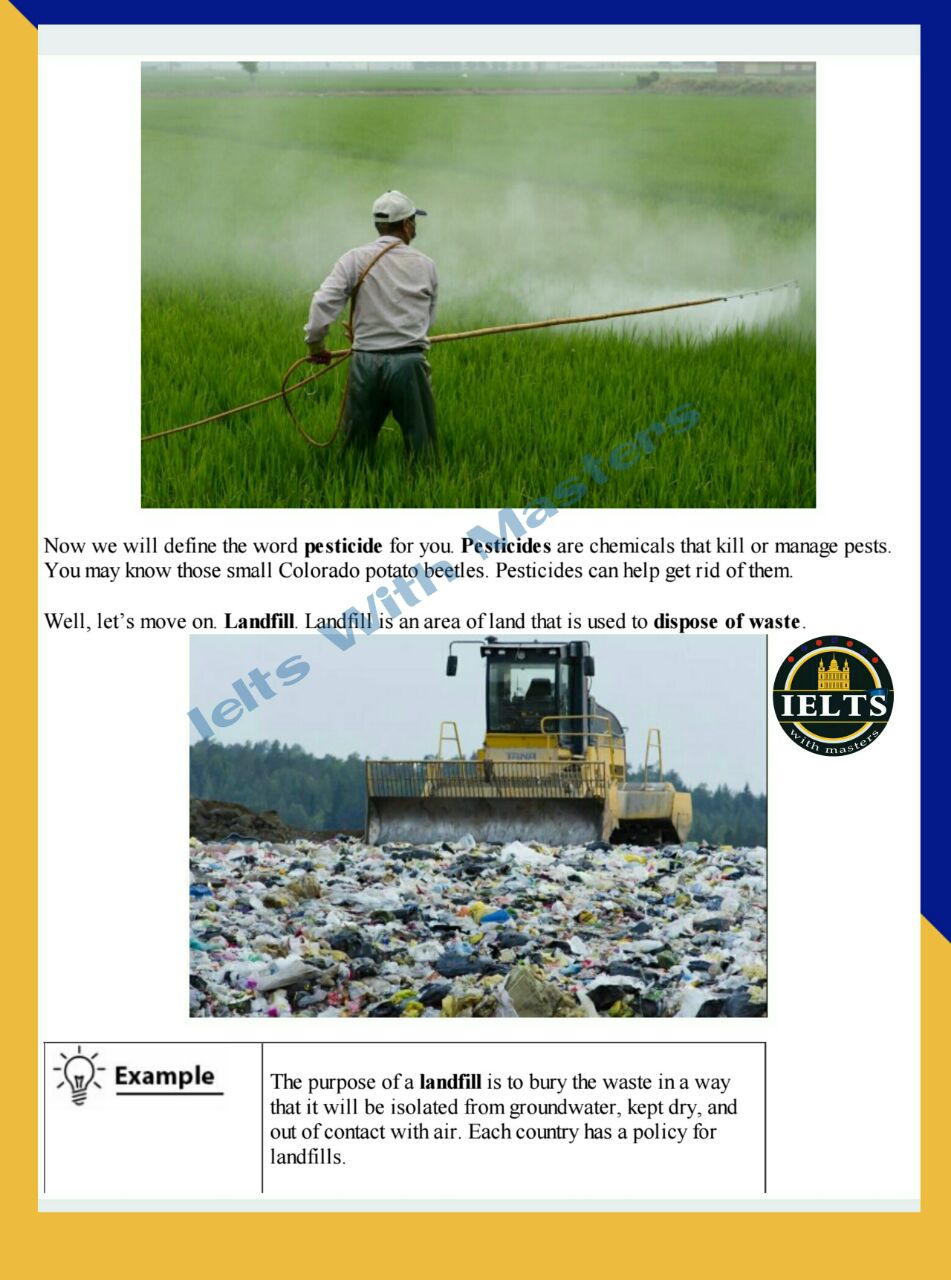 Now we will define the word pesticide for you. Pesticides are chemicals that kill or manage pests.
You may know those small Colorado potato beetles. Pesticides can help get rid of them.
Well, let's move on. Landfill. Landfill is an area of land that is used to dispose of waste.
Ielts With Masters
TANA
IELTS
with masters
Example
The purpose of a landfill is to bury the waste in a way
that it will be isolated from groundwater, kept dry, and
out of contact with air. Each country has a policy for
landfills.